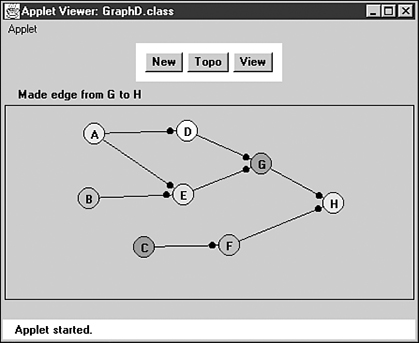 Applet Viewer: GraphD.class
Applet
New Topo View
Made edge from G to H
A D
G
B E
H
C F
Applet started.